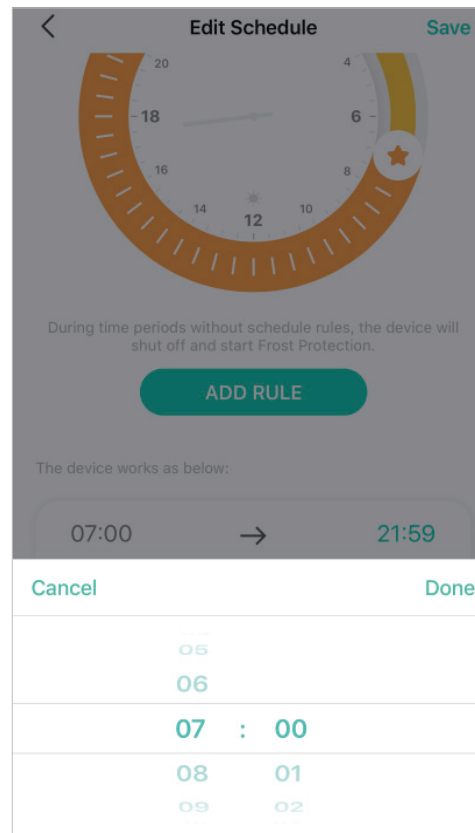 Edit Schedule Save
20 4
18 6
16 8
14 10
12
During time periods without schedule rules, the device will
shut off and start Frost Protection.
ADD RULE
The device works as below:
07:00 → 21:59
Cancel Done
05
06
07 : 00
08 01
09 02